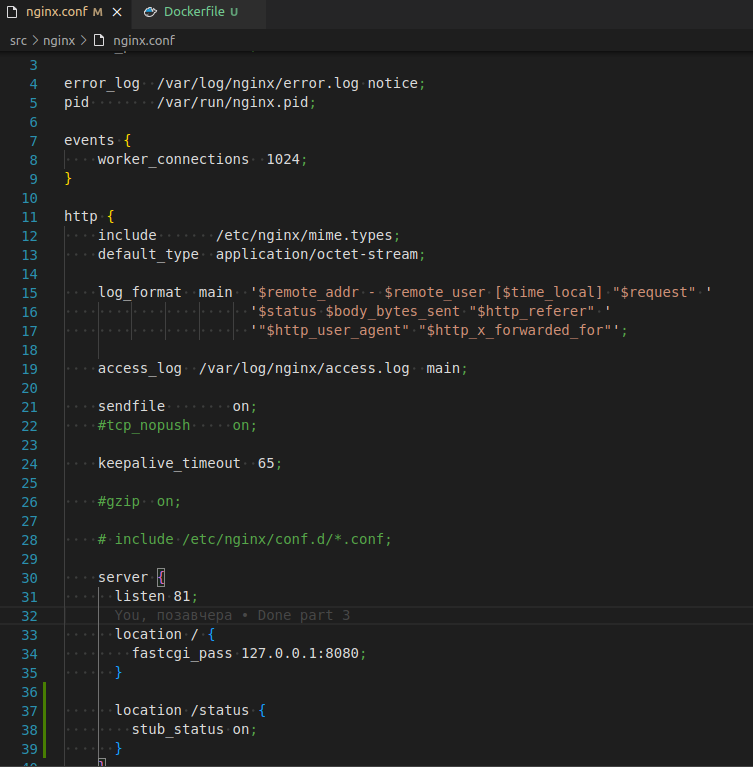 nginx.conf M
Dockerfile U
src > nginx > nginx.conf
3
4 error_log /var/log/nginx/error.log notice;
5 pid /var/run/nginx.pid;
6
7 events {
8 worker_connections 1024;
9 }
10
11 http {
12 include /etc/nginx/mime.types;
13 default_type application/octet-stream;
14
15 log_format main '$remote_addr - $remote_user [$time_local] "$request" '
16 '$status $body_bytes_sent "$http_referer" '
17 '"$http_user_agent" "$http_x_forwarded_for"';
18
19 access_log /var/log/nginx/access.log main;
20
21 sendfile on;
22 #tcp_nopush on;
23
24 keepalive_timeout 65;
25
26 #gzip on;
27
28 # include /etc/nginx/conf.d/*.conf;
29
30 server {
31 listen 81;
32 You, позавчера • Done part 3
33 location / {
34 fastcgi_pass 127.0.0.1:8080;
35 }
36
37 location /status {
38 stub_status on;
39 }